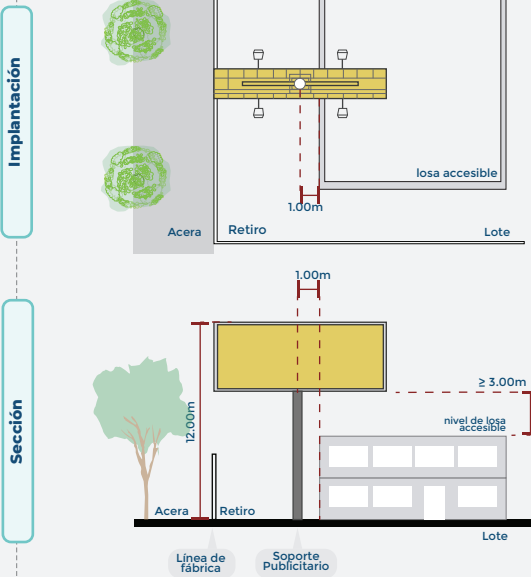 Implantación
losa accesible
1.00m
Acera
Retiro
Lote
1.00m
≥ 3.00m
12.00m
nivel de losa
accesible
Sección
Acera
Retiro
Lote
Línea de
fábrica
Soporte
Publicitario